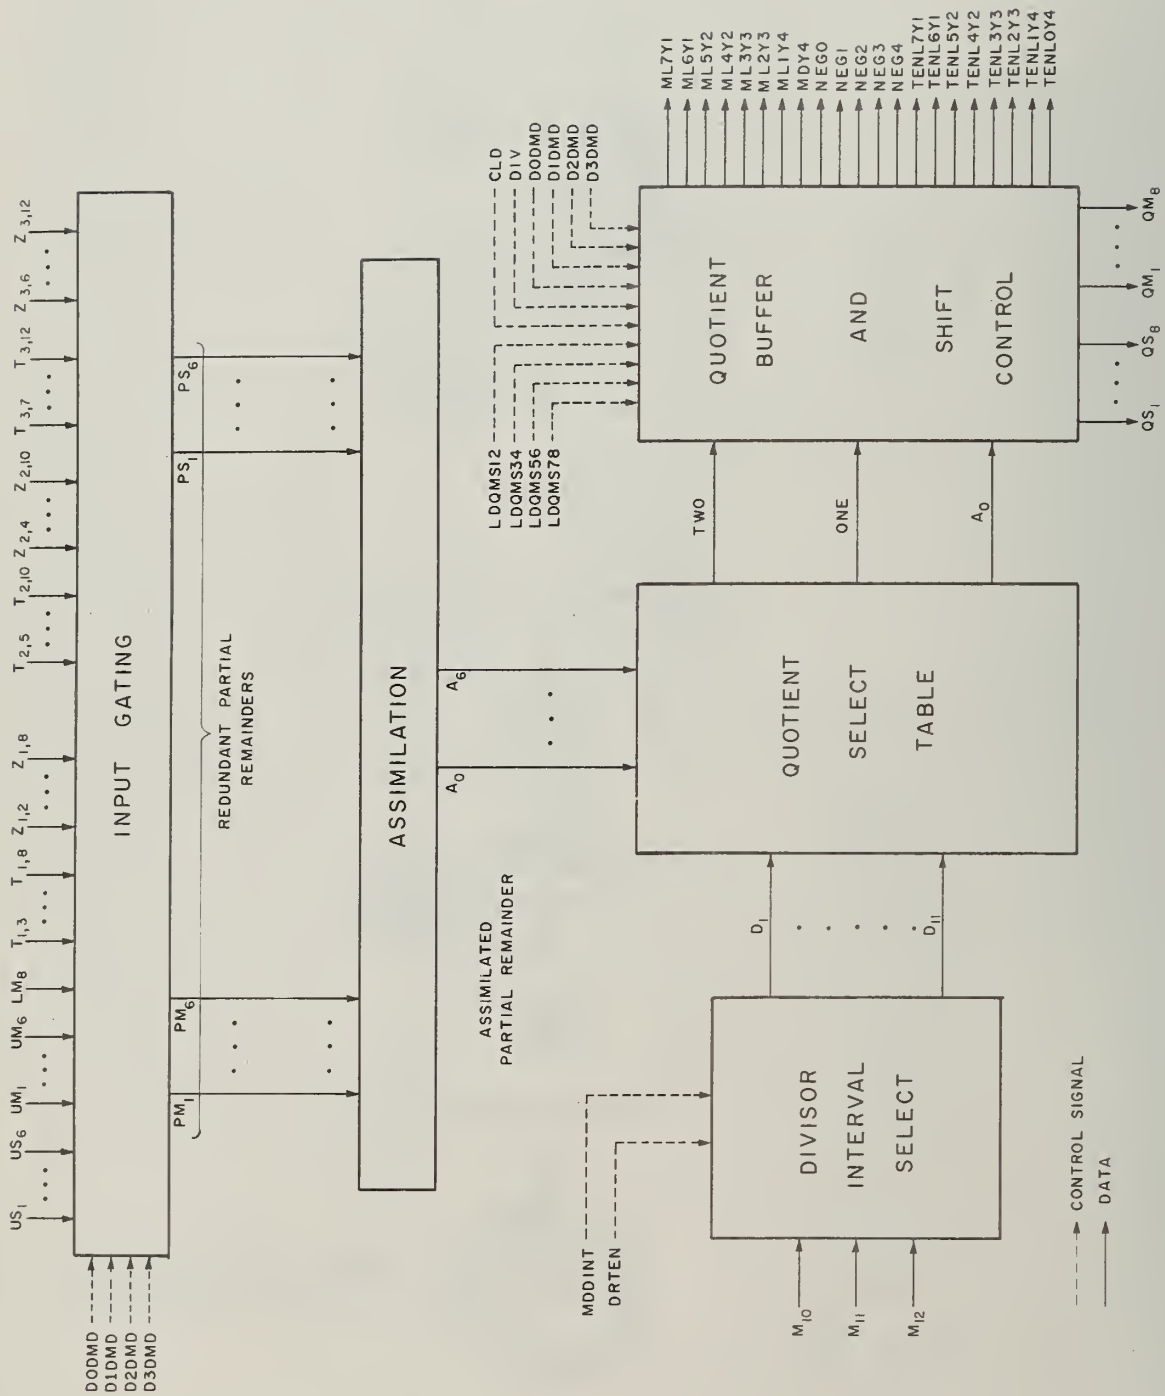 US1 • • • US6 UM1 • • • UM6 LM8 T1,3 • • • T1,8 Z1,2 • • • Z1,8 T2,5 • • • T2,10 Z2,4 • • • Z2,10 T3,7 • • • T3,12 Z3,6 • • • Z3,12
D0DMD
D1DMD
D2DMD
D3DMD
INPUT GATING
PM1 • • • PM6 PS1 • • • PS6
REDUNDANT PARTIAL
REMAINDERS
ASSIMILATION
A0 • • • A6
ASSIMILATED
PARTIAL REMAINDER
MDDINT
DRTEN
M10
M11
M12
DIVISOR
INTERVAL
SELECT
D1
D11
QUOTIENT
SELECT
TABLE
TWO
ONE
A0
LDQMS12
LDQMS34
LDQMS56
LDQMS78
CLD
DIV
D0DMD
D1DMD
D2DMD
D3DMD
QUOTIENT
BUFFER
AND
SHIFT
CONTROL
ML7Y1
ML6Y1
ML5Y2
ML4Y2
ML3Y3
ML2Y3
ML1Y4
MDY4
NEG0
NEG1
NEG2
NEG3
NEG4
TENL7Y1
TENL6Y1
TENL5Y2
TENL4Y2
TENL3Y3
TENL2Y3
TENL1Y4
TENL0Y4
QS1 • • • QS8 QM1 • • • QM8
CONTROL SIGNAL
DATA